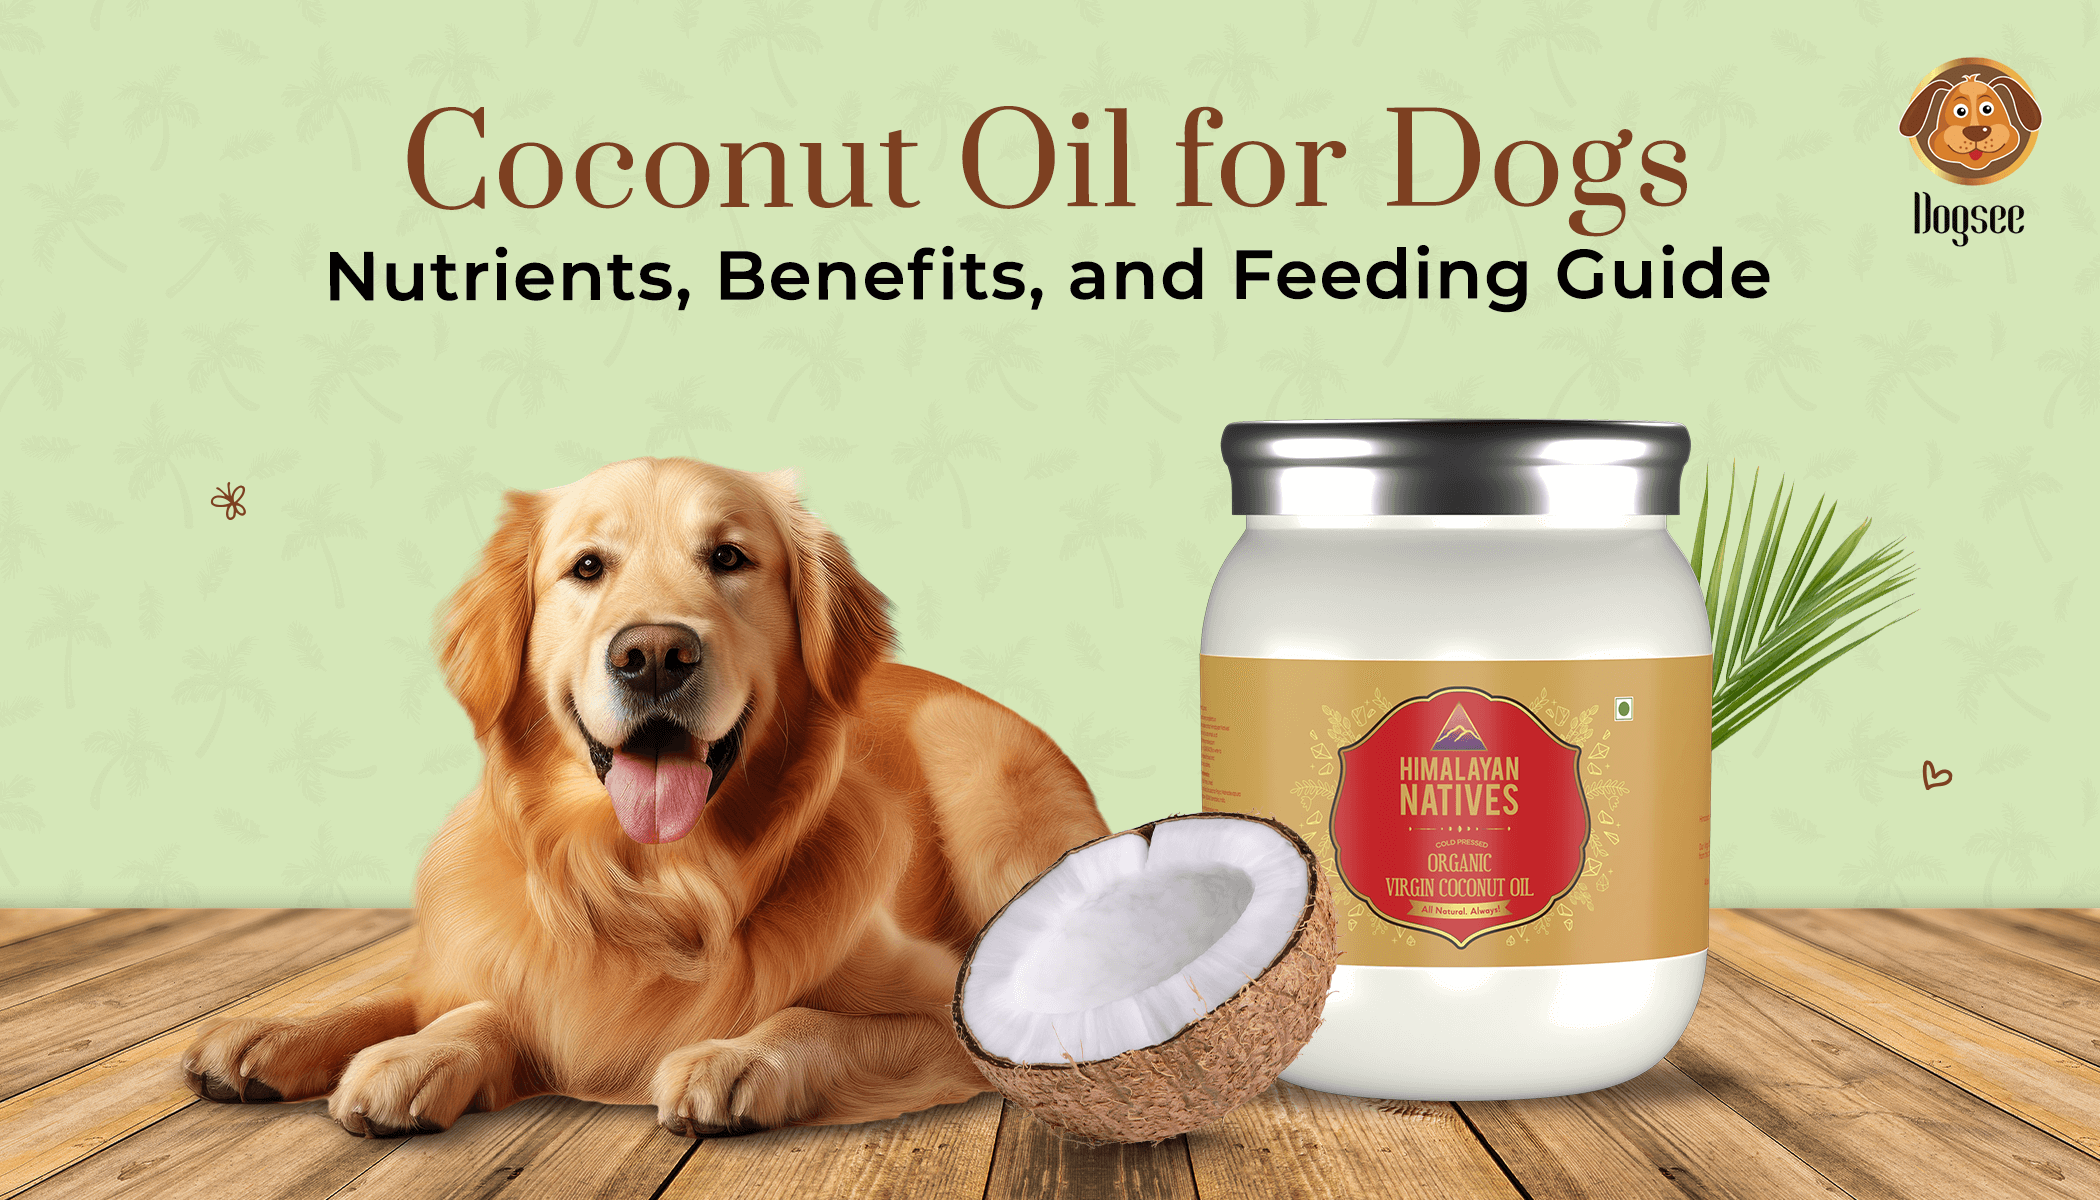 Coconut Oil for Dogs
Nutrients, Benefits, and Feeding Guide
Dogsee
HIMALAYAN
NATIVES
COLD PRESSED
ORGANIC
VIRGIN COCONUT OIL
All Natural. Always!